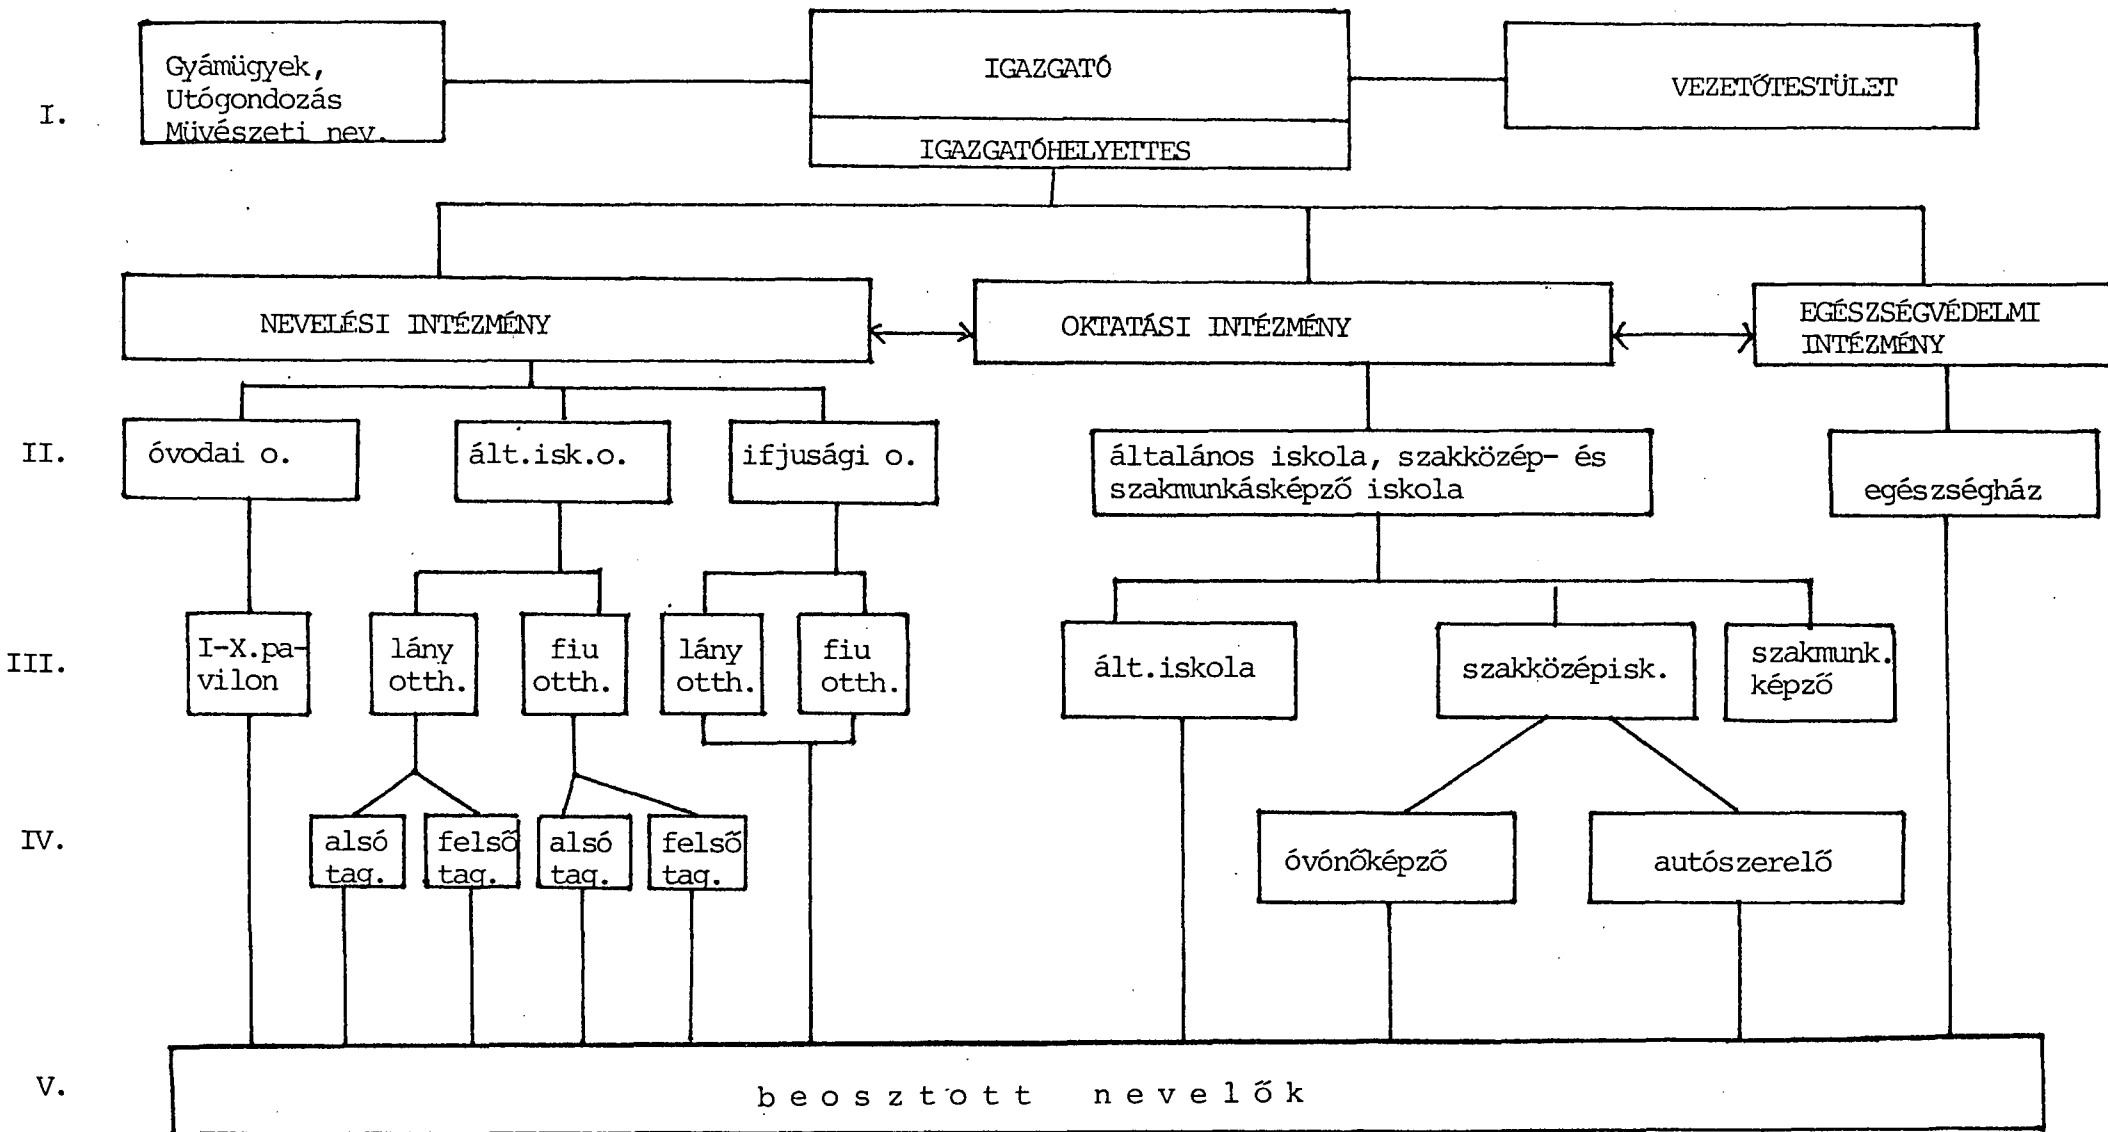 I.
Gyámügyek,
Utógondozás
Müvészeti nev.
IGAZGATÓ
IGAZGATÓHELYETTES
VEZETŐTESTÜLET
NEVELÉSI INTÉZMÉNY
OKTATÁSI INTÉZMÉNY
EGÉSZSÉGVÉDELMI
INTÉZMÉNY
II.
óvodai o.
ált.isk.o.
ifjusági o.
általános iskola, szakközép- és
szakmunkásképző iskola
egészségház
III.
I-X.pa-
vilon
lány
otth.
fiu
otth.
lány
otth.
fiu
otth.
ált.iskola
szakközépisk.
szakmunk.
képző
IV.
alsó
tag.
felső
tag.
alsó
tag.
felső
tag.
óvónőképző
autószerelő
V.
beosztott nevelők